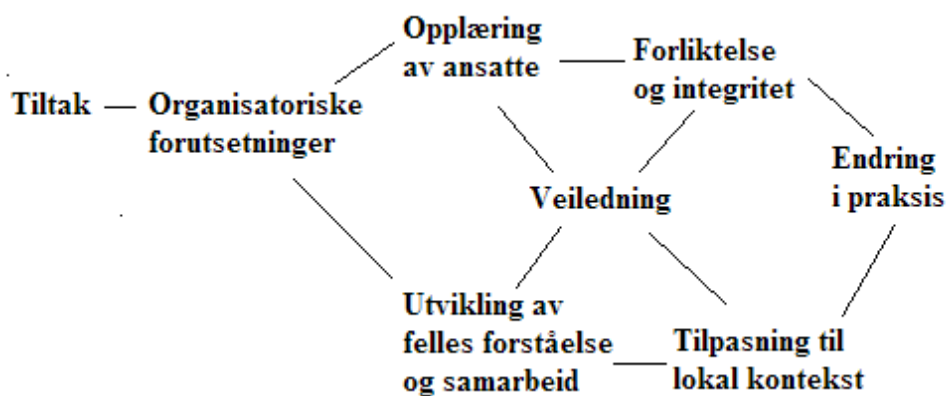 Opplæring
av ansatte
Forliktelse
og integritet
Tiltak
Organisatoriske
forutsetninger
Endring
i praksis
Veiledning
Utvikling av
felles forståelse
og samarbeid
Tilpasning til
lokal kontekst